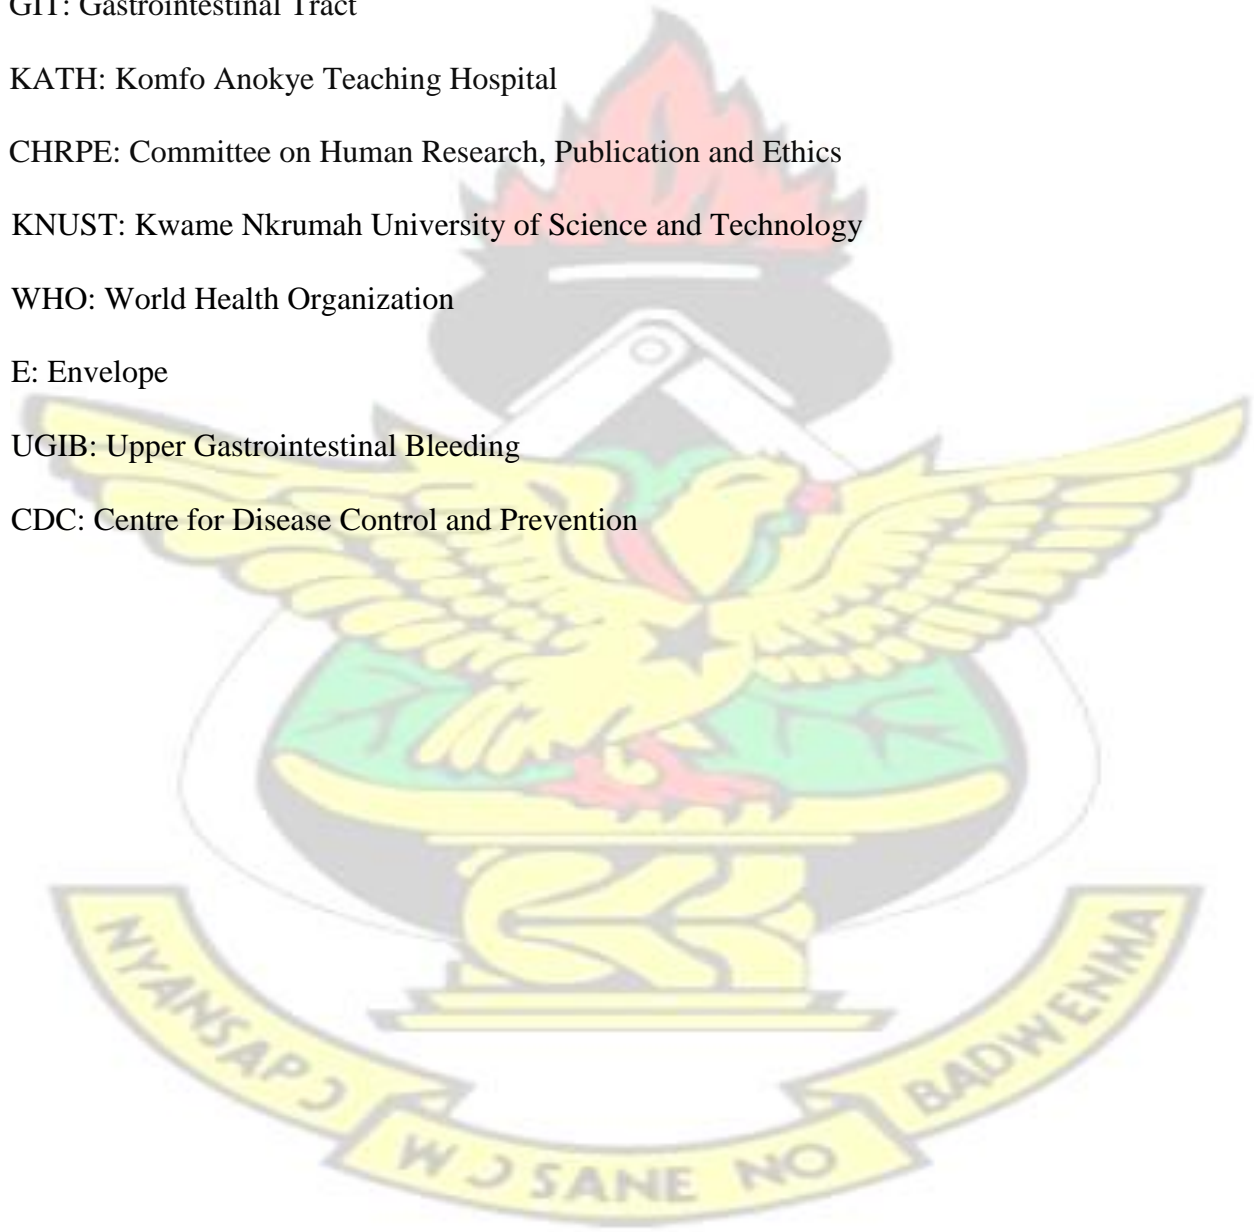 GIT: Gastrointestinal Tract
KATH: Komfo Anokye Teaching Hospital
CHRPE: Committee on Human Research, Publication and Ethics
KNUST: Kwame Nkrumah University of Science and Technology
WHO: World Health Organization
E: Envelope
UGIB: Upper Gastrointestinal Bleeding
CDC: Centre for Disease Control and Prevention
NYANSAPƆ
WƆSANE NO
BADWENMA